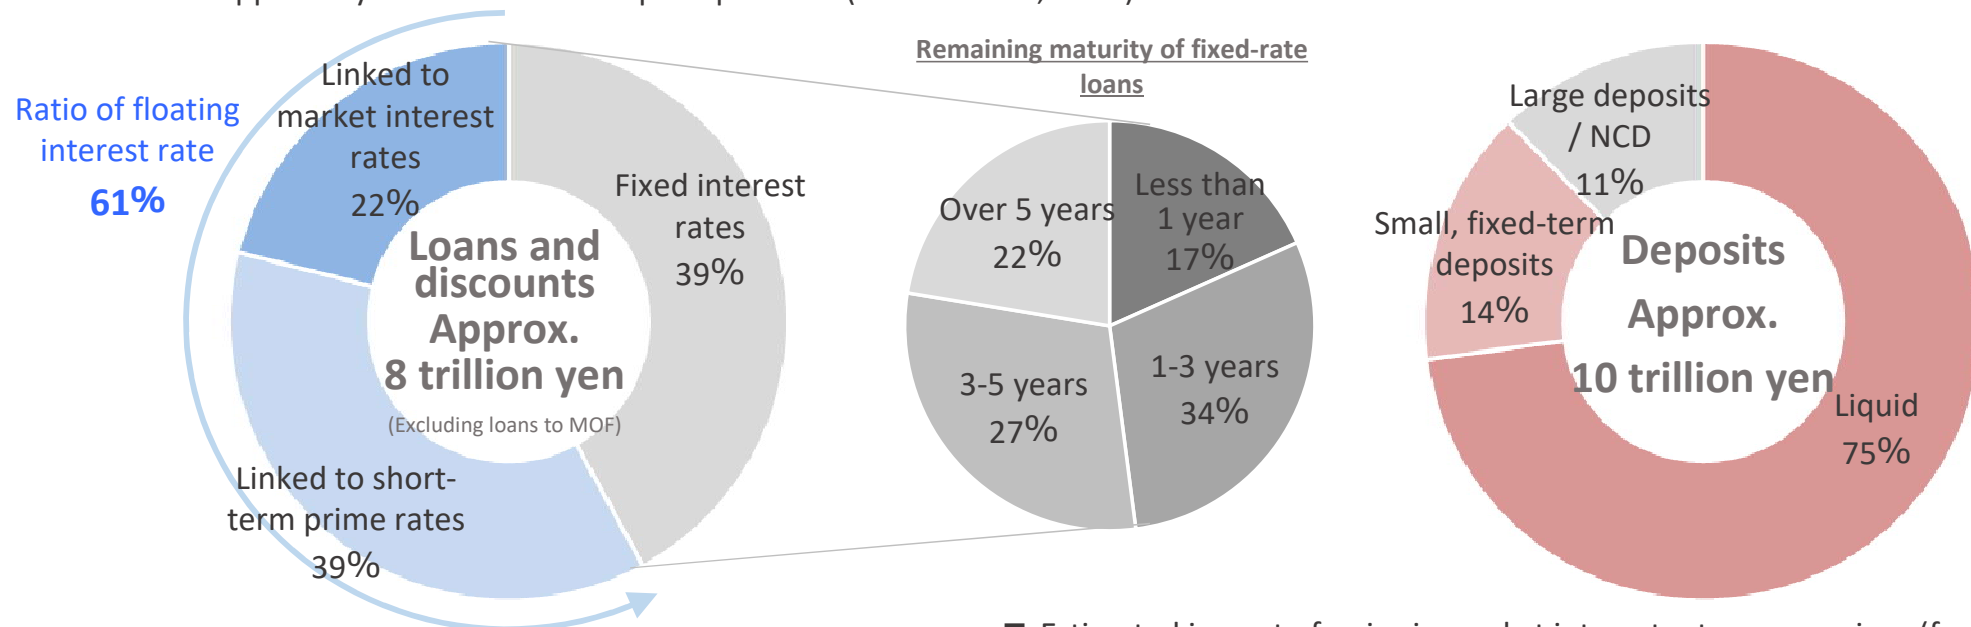 Ratio of floating
interest rate
61%
Linked to
market interest
rates
22%
Fixed interest
rates
39%
Linked to short-
term prime rates
39%
Loans and
discounts
Approx.
8 trillion yen
(Excluding loans to MOF)
Remaining maturity of fixed-rate
loans
Less than
1 year
17%
1-3 years
34%
3-5 years
27%
Over 5 years
22%
Large deposits
/ NCD
11%
Small, fixed-term
deposits
14%
Deposits
Approx.
10 trillion yen
Liquid
75%